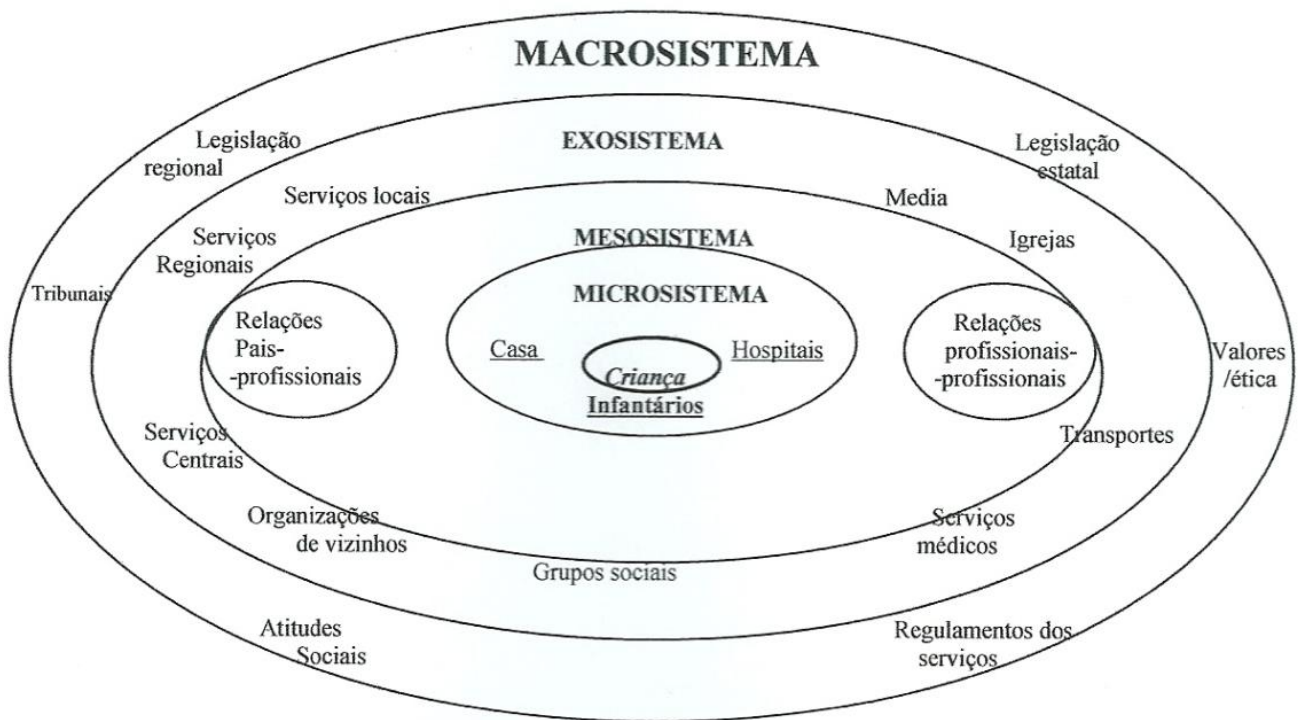 MACROSISTEMA
Legislação
regional
EXOSISTEMA
Legislação
estatal
Serviços locais
Media
Serviços
Regionais
MESOSISTEMA
Igrejas
Tribunais
MICROSISTEMA
Relações
Pais-
-profissionais
Casa
Criança
Hospitais
Infantários
Relações
profissionais-
-profissionais
Valores
/ética
Serviços
Centrais
Transportes
Organizações
de vizinhos
Serviços
médicos
Grupos sociais
Atitudes
Sociais
Regulamentos dos
serviços